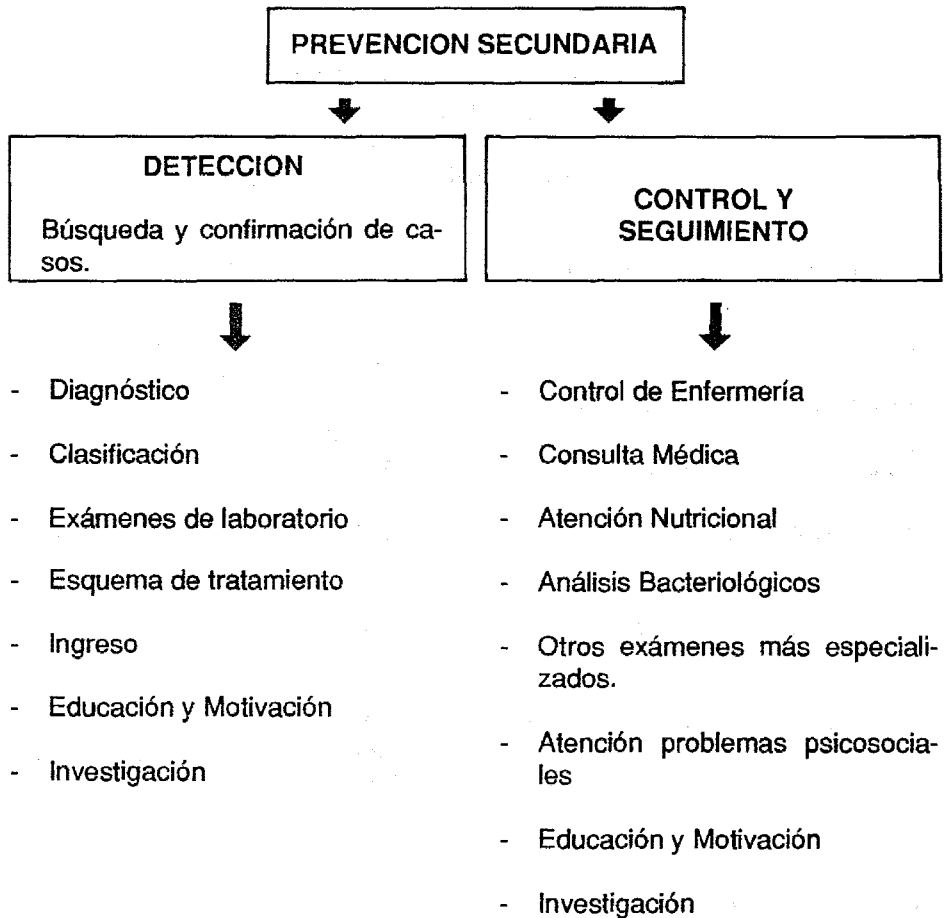 PREVENCION SECUNDARIA
DETECCION
Búsqueda y confirmación de ca-
sos.
- Diagnóstico
- Clasificación
- Exámenes de laboratorio
- Esquema de tratamiento
- Ingreso
- Educación y Motivación
- Investigación
CONTROL Y
SEGUIMIENTO
- Control de Enfermería
- Consulta Médica
- Atención Nutricional
- Análisis Bacteriológicos
- Otros exámenes más especiali-
zados.
- Atención problemas psicosocia-
les
- Educación y Motivación
- Investigación